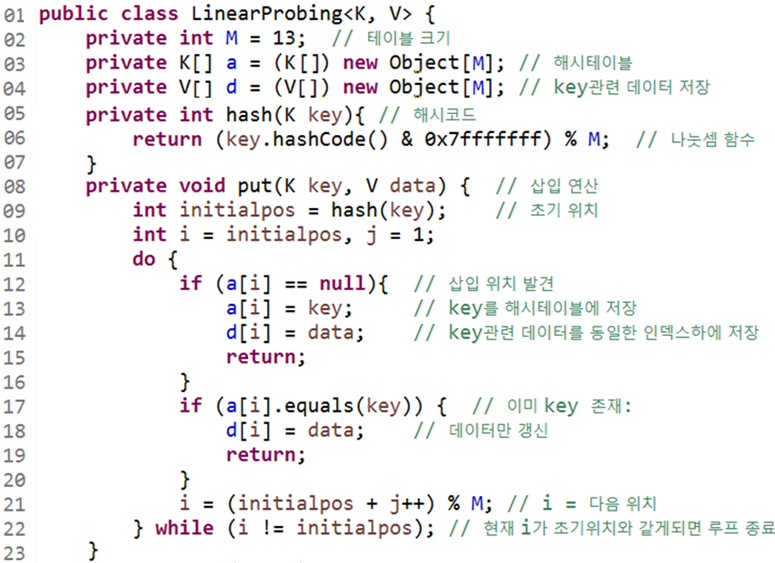 01 public class LinearProbing<K, V> {
02     private int M = 13;  // 테이블 크기
03     private K[] a = (K[]) new Object[M]; // 해시테이블
04     private V[] d = (V[]) new Object[M]; // key관련 데이터 저장
05     private int hash(K key){ // 해시코드
06         return (key.hashCode() & 0x7fffffff) % M;  // 나눗셈 함수
07     }
08     private void put(K key, V data) {  // 삽입 연산
09         int initialpos = hash(key);    // 초기 위치
10         int i = initialpos, j = 1;
11         do {
12             if (a[i] == null){  // 삽입 위치 발견
13                 a[i] = key;     // key를 해시테이블에 저장
14                 d[i] = data;    // key관련 데이터를 동일한 인덱스하에 저장
15                 return;
16             }
17             if (a[i].equals(key)) {  // 이미 key 존재:
18                 d[i] = data;    // 데이터만 갱신
19                 return;
20             }
21             i = (initialpos + j++) % M; // i = 다음 위치
22         } while (i != initialpos); // 현재 i가 초기위치와 같게되면 루프 종료
23     }